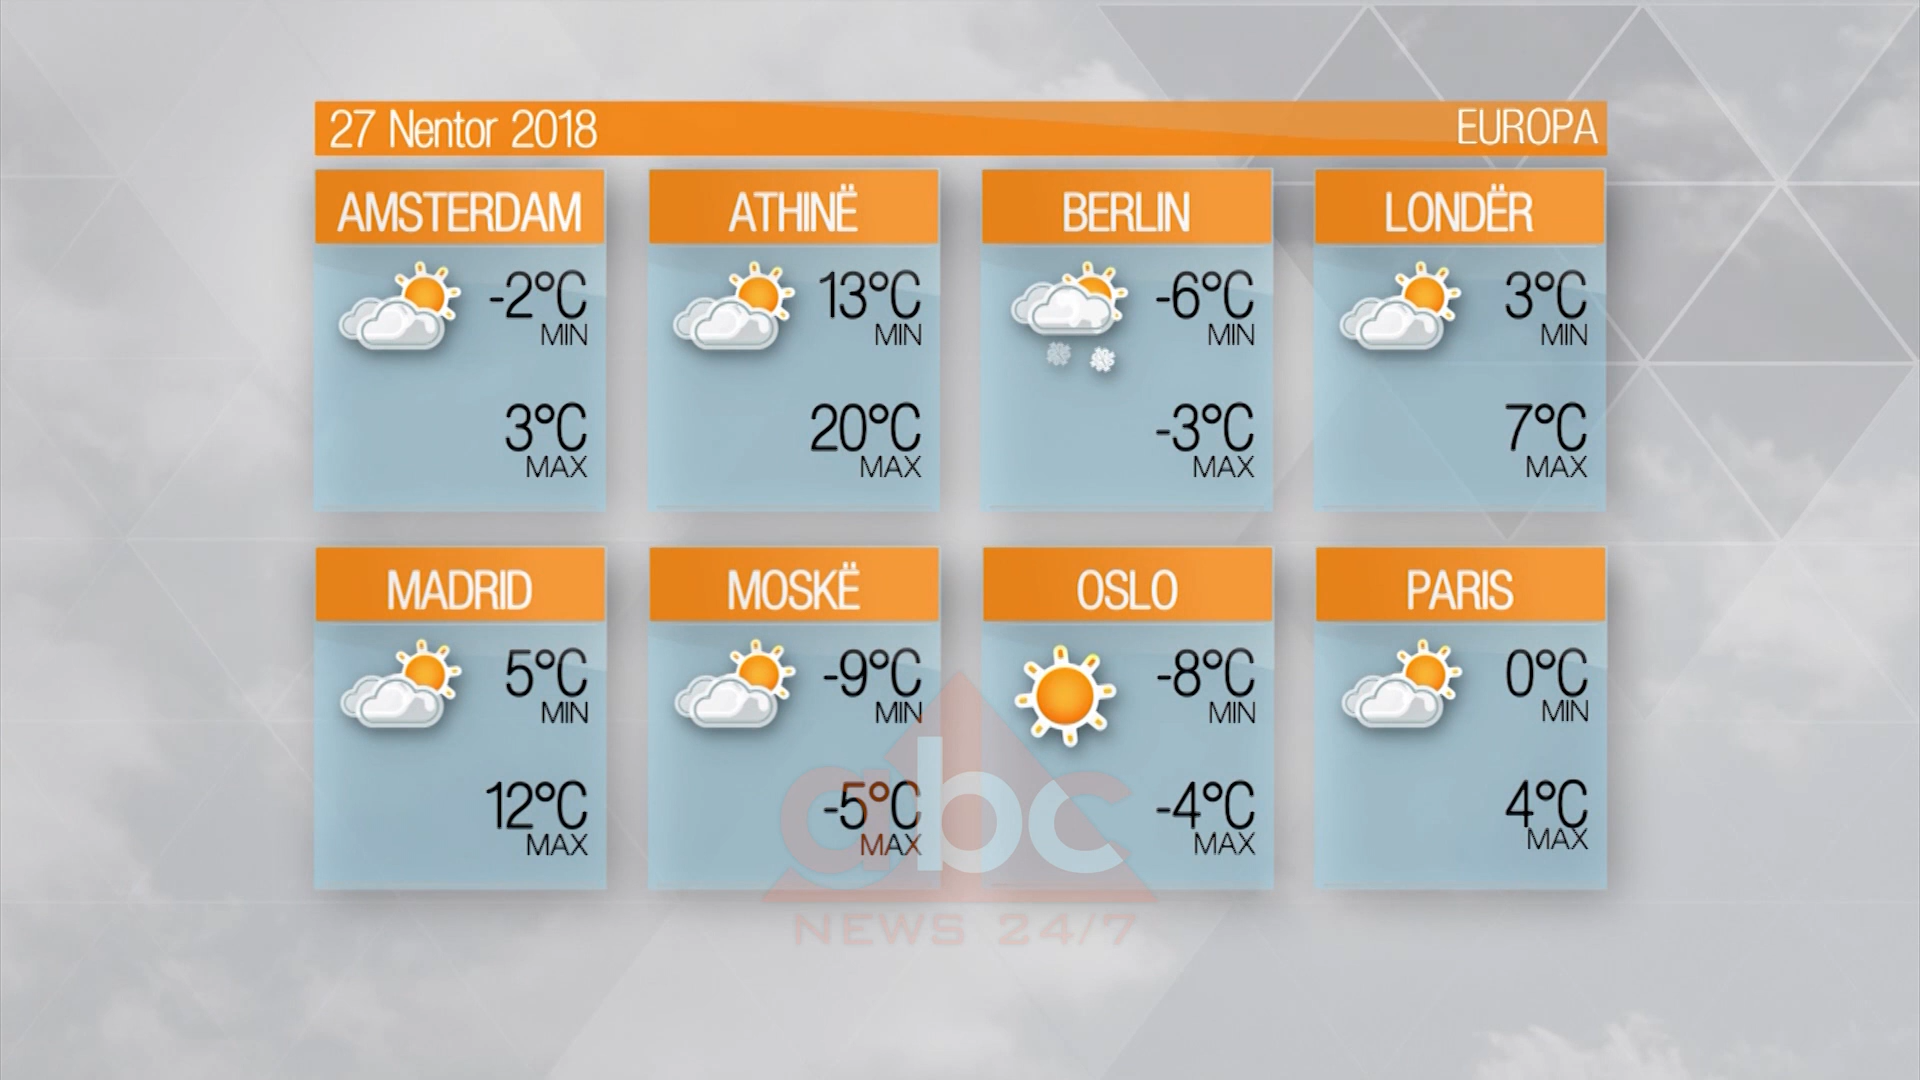 27 Nentor 2018
EUROPA
AMSTERDAM
-2°C
MIN
3°C
MAX
ATHINË
13°C
MIN
20°C
MAX
BERLIN
-6°C
MIN
-3°C
MAX
LONDËR
3°C
MIN
7°C
MAX
MADRID
5°C
MIN
12°C
MAX
MOSKË
-9°C
MIN
-5°C
MAX
OSLO
-8°C
MIN
-4°C
MAX
PARIS
0°C
MIN
4°C
MAX
abc
NEWS 24/7